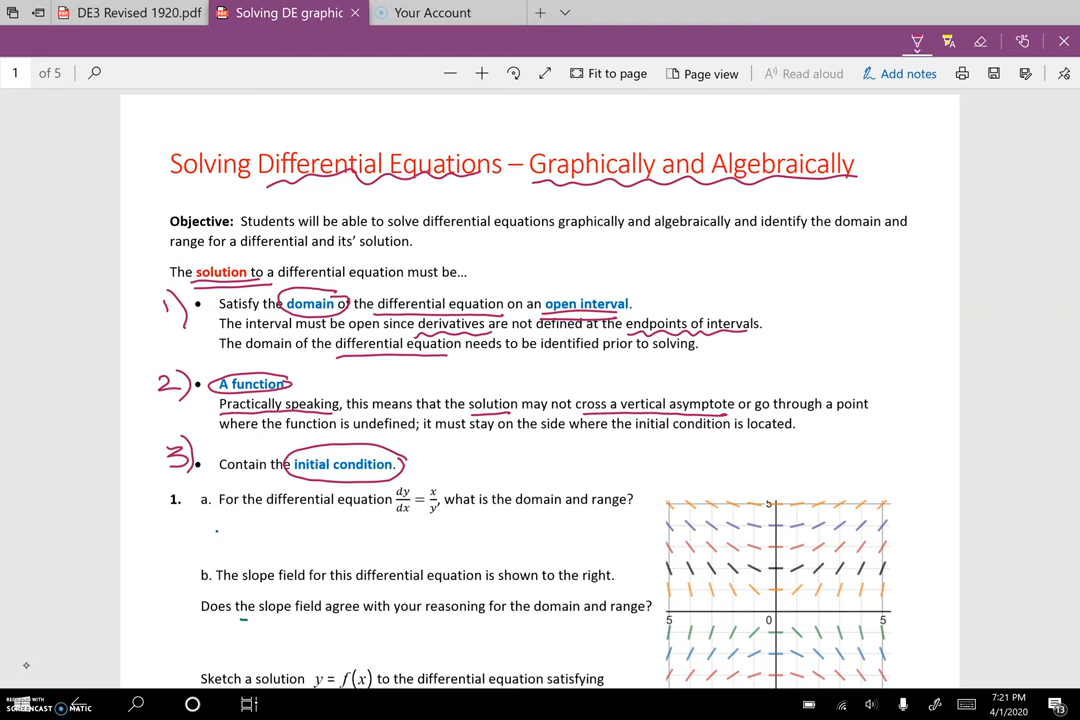 DE3 Revised 1920.pdf
Solving DE graphic
Your Account
1 of 5
Fit to page
Page view
Read aloud
Add notes
Solving Differential Equations – Graphically and Algebraically
Objective: Students will be able to solve differential equations graphically and algebraically and identify the domain and
range for a differential and its' solution.
The solution to a differential equation must be...
1) • Satisfy the domain of the differential equation on an open interval.
The interval must be open since derivatives are not defined at the endpoints of intervals.
The domain of the differential equation needs to be identified prior to solving.
2) • A function
Practically speaking, this means that the solution may not cross a vertical asymptote or go through a point
where the function is undefined; it must stay on the side where the initial condition is located.
3) • Contain the initial condition.
1. a. For the differential equation dy/dx = x/y, what is the domain and range?
5
b. The slope field for this differential equation is shown to the right.
Does the slope field agree with your reasoning for the domain and range?
5 0 5
Sketch a solution y = f(x) to the differential equation satisfying
RECORDED WITH
SCREENCAST MATIC
7:21 PM
4/1/2020
13